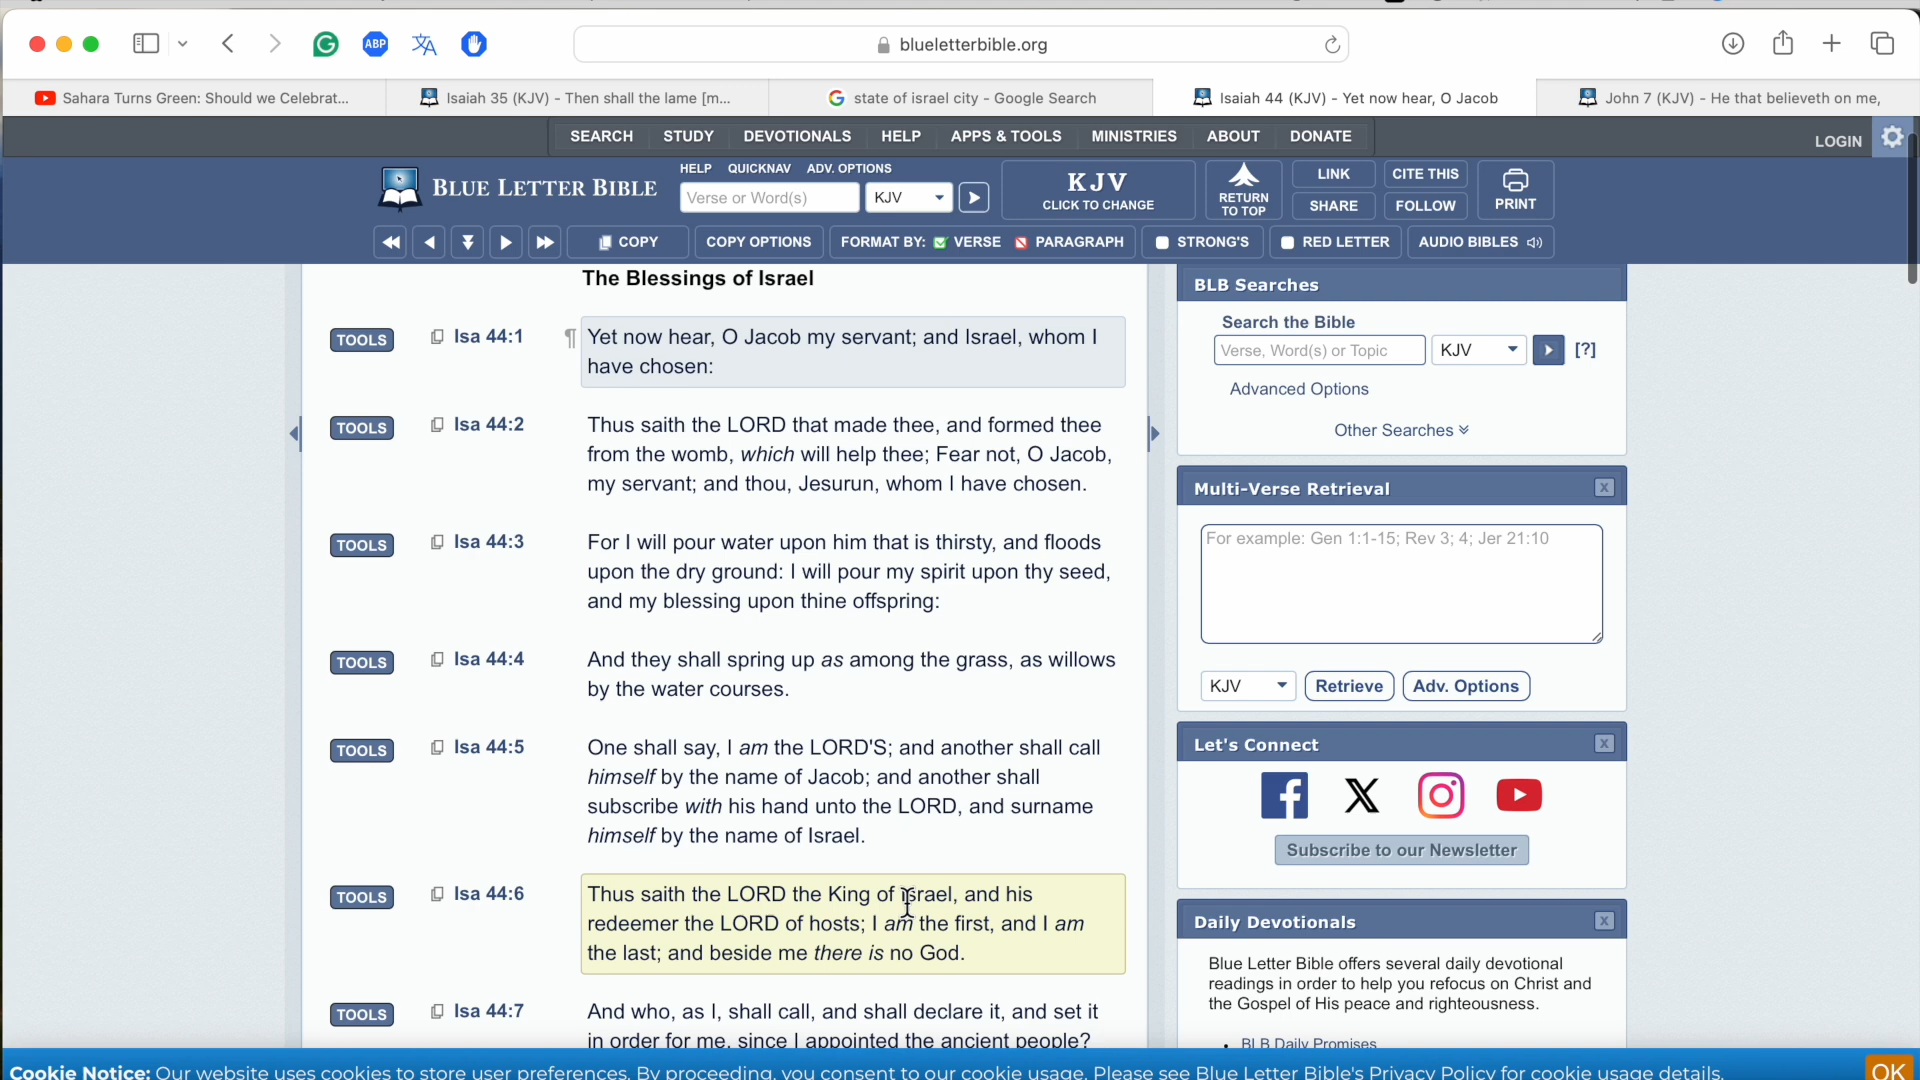 ABP
blueletterbible.org
Sahara Turns Green: Should we Celebrat...
Isaiah 35 (KJV) - Then shall the lame [m...
state of israel city - Google Search
Isaiah 44 (KJV) - Yet now hear, O Jacob
John 7 (KJV) - He that believeth on me,
SEARCH STUDY DEVOTIONALS HELP APPS & TOOLS MINISTRIES ABOUT DONATE
LOGIN
BLUE LETTER BIBLE
HELP QUICKNAV ADV. OPTIONS
Verse or Word(s) KJV
KJV
CLICK TO CHANGE
RETURN
TO TOP
LINK CITE THIS
SHARE FOLLOW
PRINT
COPY COPY OPTIONS FORMAT BY: VERSE PARAGRAPH STRONG'S RED LETTER AUDIO BIBLES
The Blessings of Israel
TOOLS Isa 44:1 ¶ Yet now hear, O Jacob my servant; and Israel, whom I
have chosen:
TOOLS Isa 44:2 Thus saith the LORD that made thee, and formed thee
from the womb, which will help thee; Fear not, O Jacob,
my servant; and thou, Jesurun, whom I have chosen.
TOOLS Isa 44:3 For I will pour water upon him that is thirsty, and floods
upon the dry ground: I will pour my spirit upon thy seed,
and my blessing upon thine offspring:
TOOLS Isa 44:4 And they shall spring up as among the grass, as willows
by the water courses.
TOOLS Isa 44:5 One shall say, I am the LORD'S; and another shall call
himself by the name of Jacob; and another shall
subscribe with his hand unto the LORD, and surname
himself by the name of Israel.
TOOLS Isa 44:6 Thus saith the LORD the King of Israel, and his
redeemer the LORD of hosts; I am the first, and I am
the last; and beside me there is no God.
TOOLS Isa 44:7 And who, as I, shall call, and shall declare it, and set it
in order for me, since I appointed the ancient people?
BLB Searches
Search the Bible
Verse, Word(s) or Topic KJV [?]
Advanced Options
Other Searches
Multi-Verse Retrieval
For example: Gen 1:1-15; Rev 3; 4; Jer 21:10
KJV Retrieve Adv. Options
Let's Connect
Subscribe to our Newsletter
Daily Devotionals
Blue Letter Bible offers several daily devotional
readings in order to help you refocus on Christ and
the Gospel of His peace and righteousness.
• BLB Daily Promises
Cookie Notice: Our website uses cookies to store user preferences. By proceeding, you consent to our cookie usage. Please see Blue Letter Bible's Privacy Policy for cookie usage details.
OK